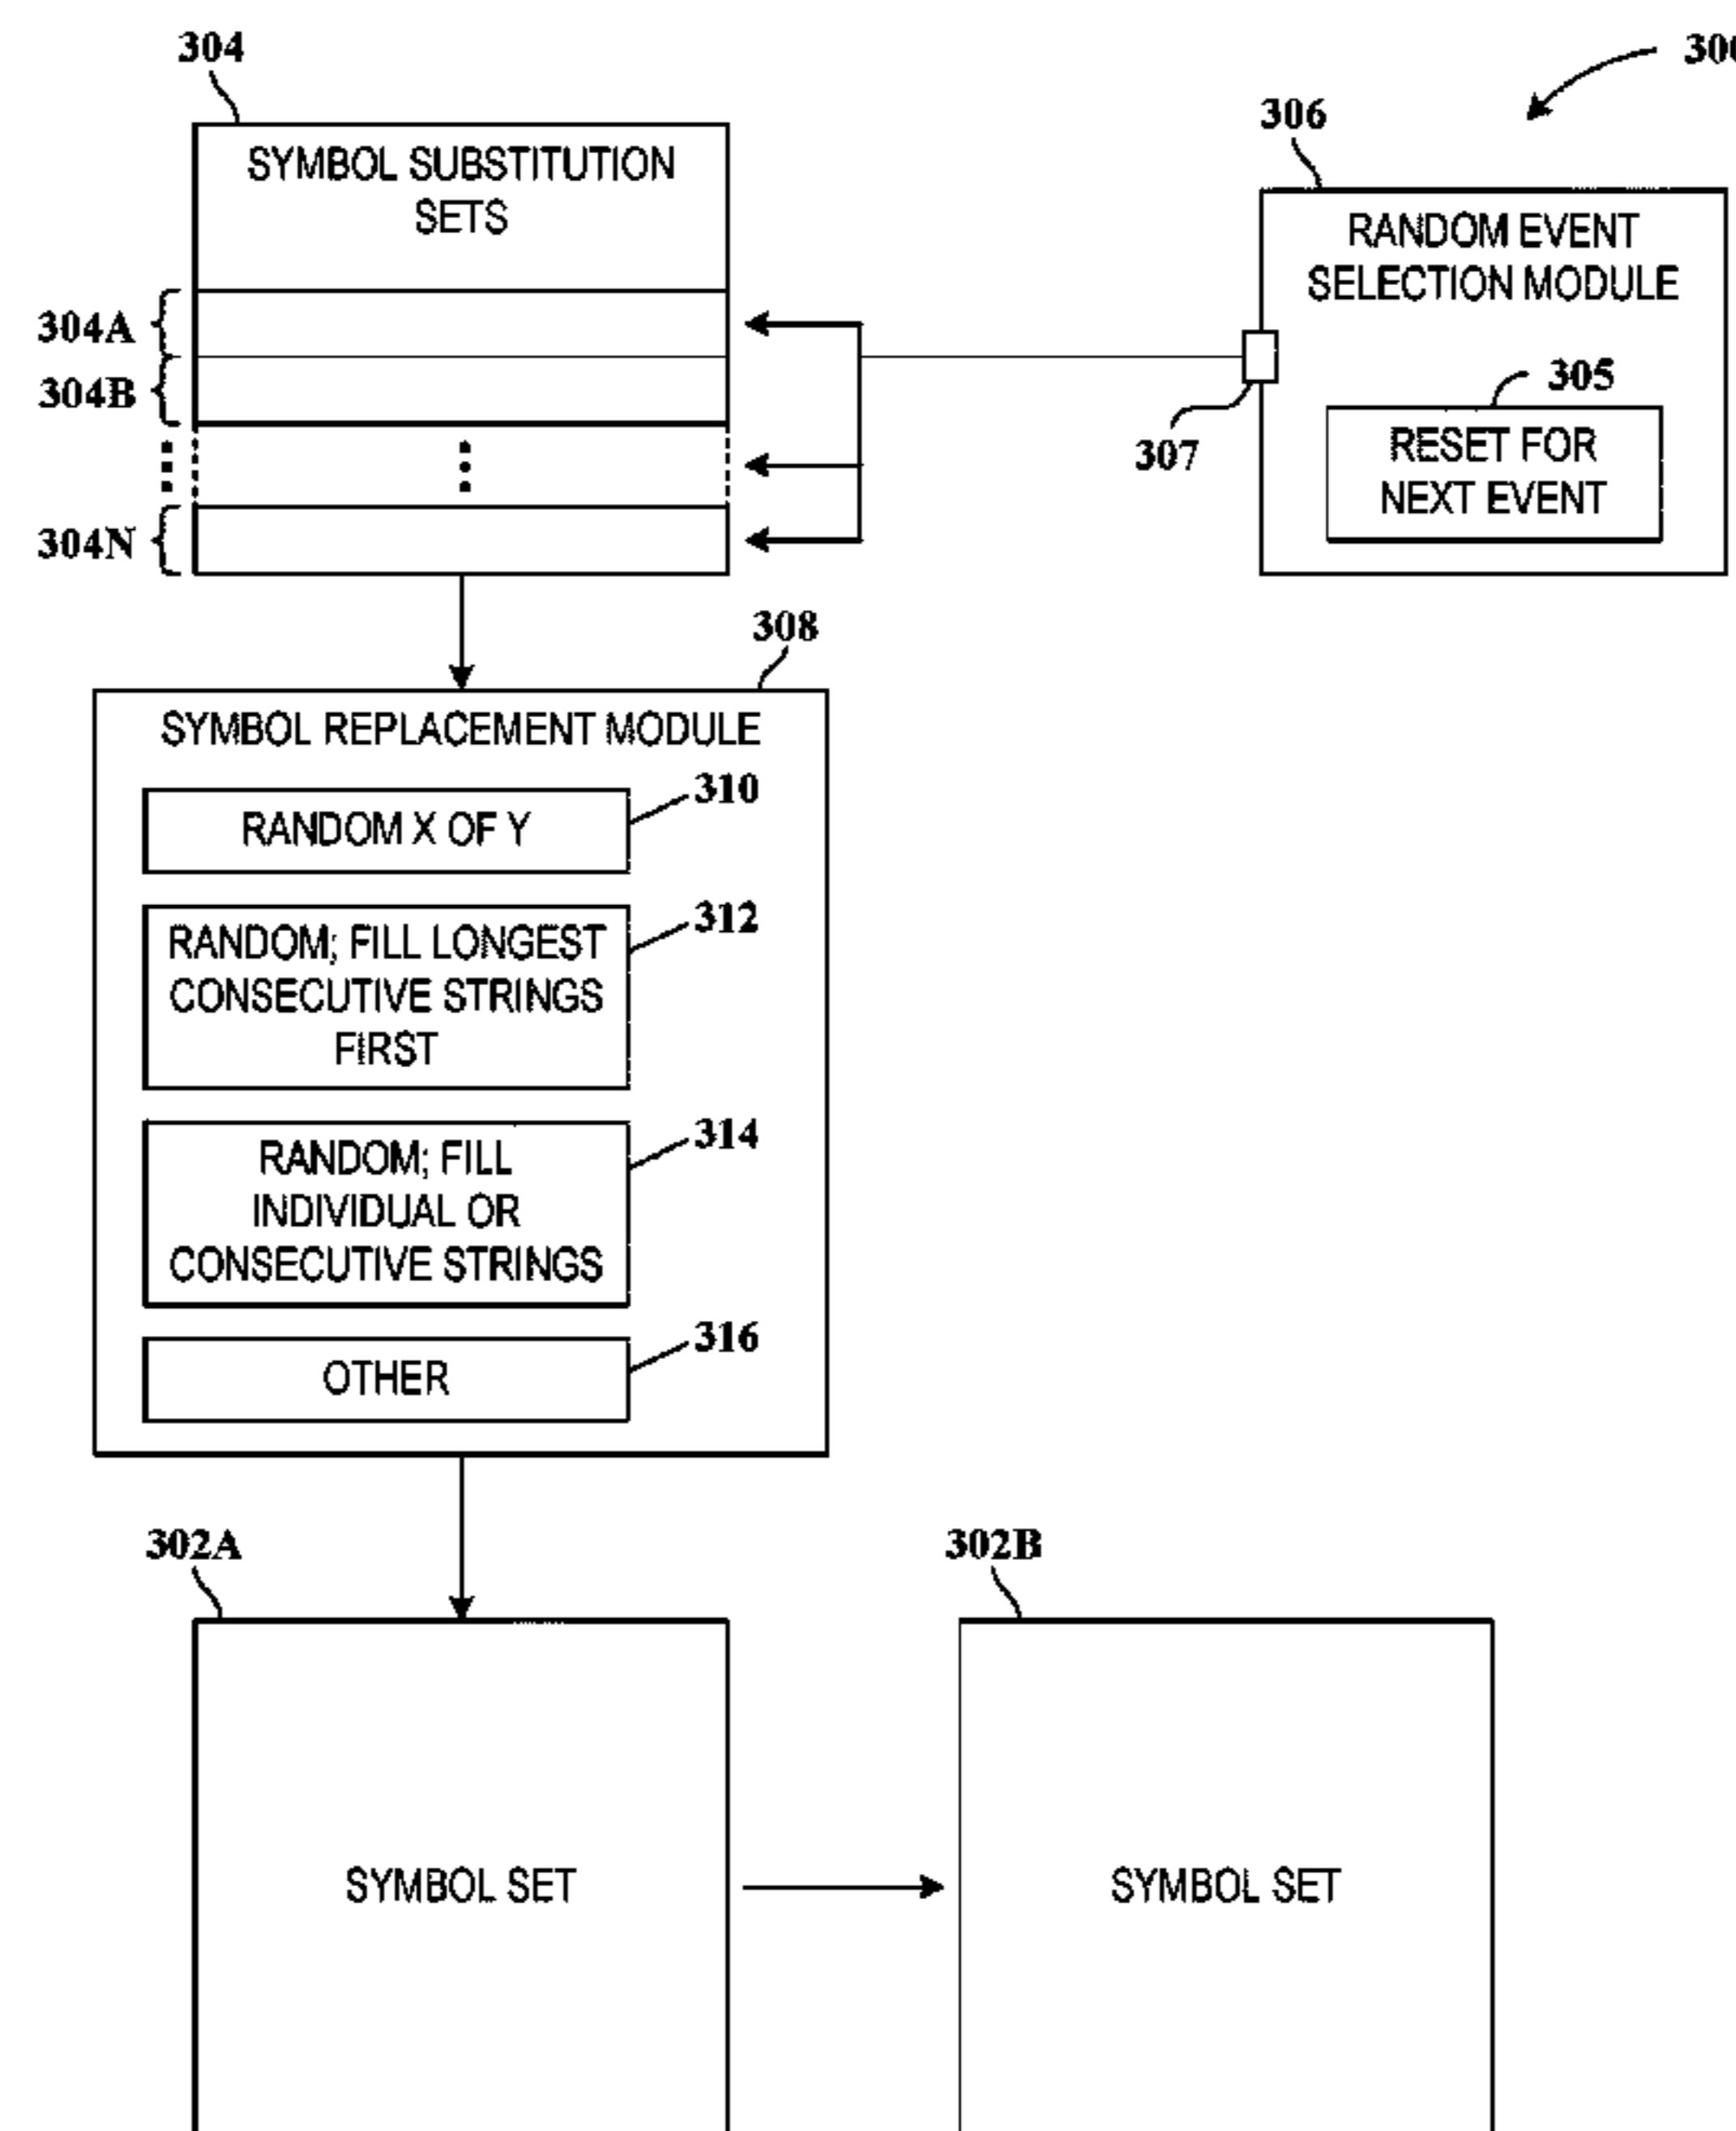 304
300
306
SYMBOL SUBSTITUTION
SETS
RANDOM EVENT
SELECTION MODULE
304A
304B
304N
307
305
RESET FOR
NEXT EVENT
308
SYMBOL REPLACEMENT MODULE
310
RANDOM X OF Y
312
RANDOM; FILL LONGEST
CONSECUTIVE STRINGS
FIRST
314
RANDOM; FILL
INDIVIDUAL OR
CONSECUTIVE STRINGS
316
OTHER
302A
302B
SYMBOL SET
SYMBOL SET